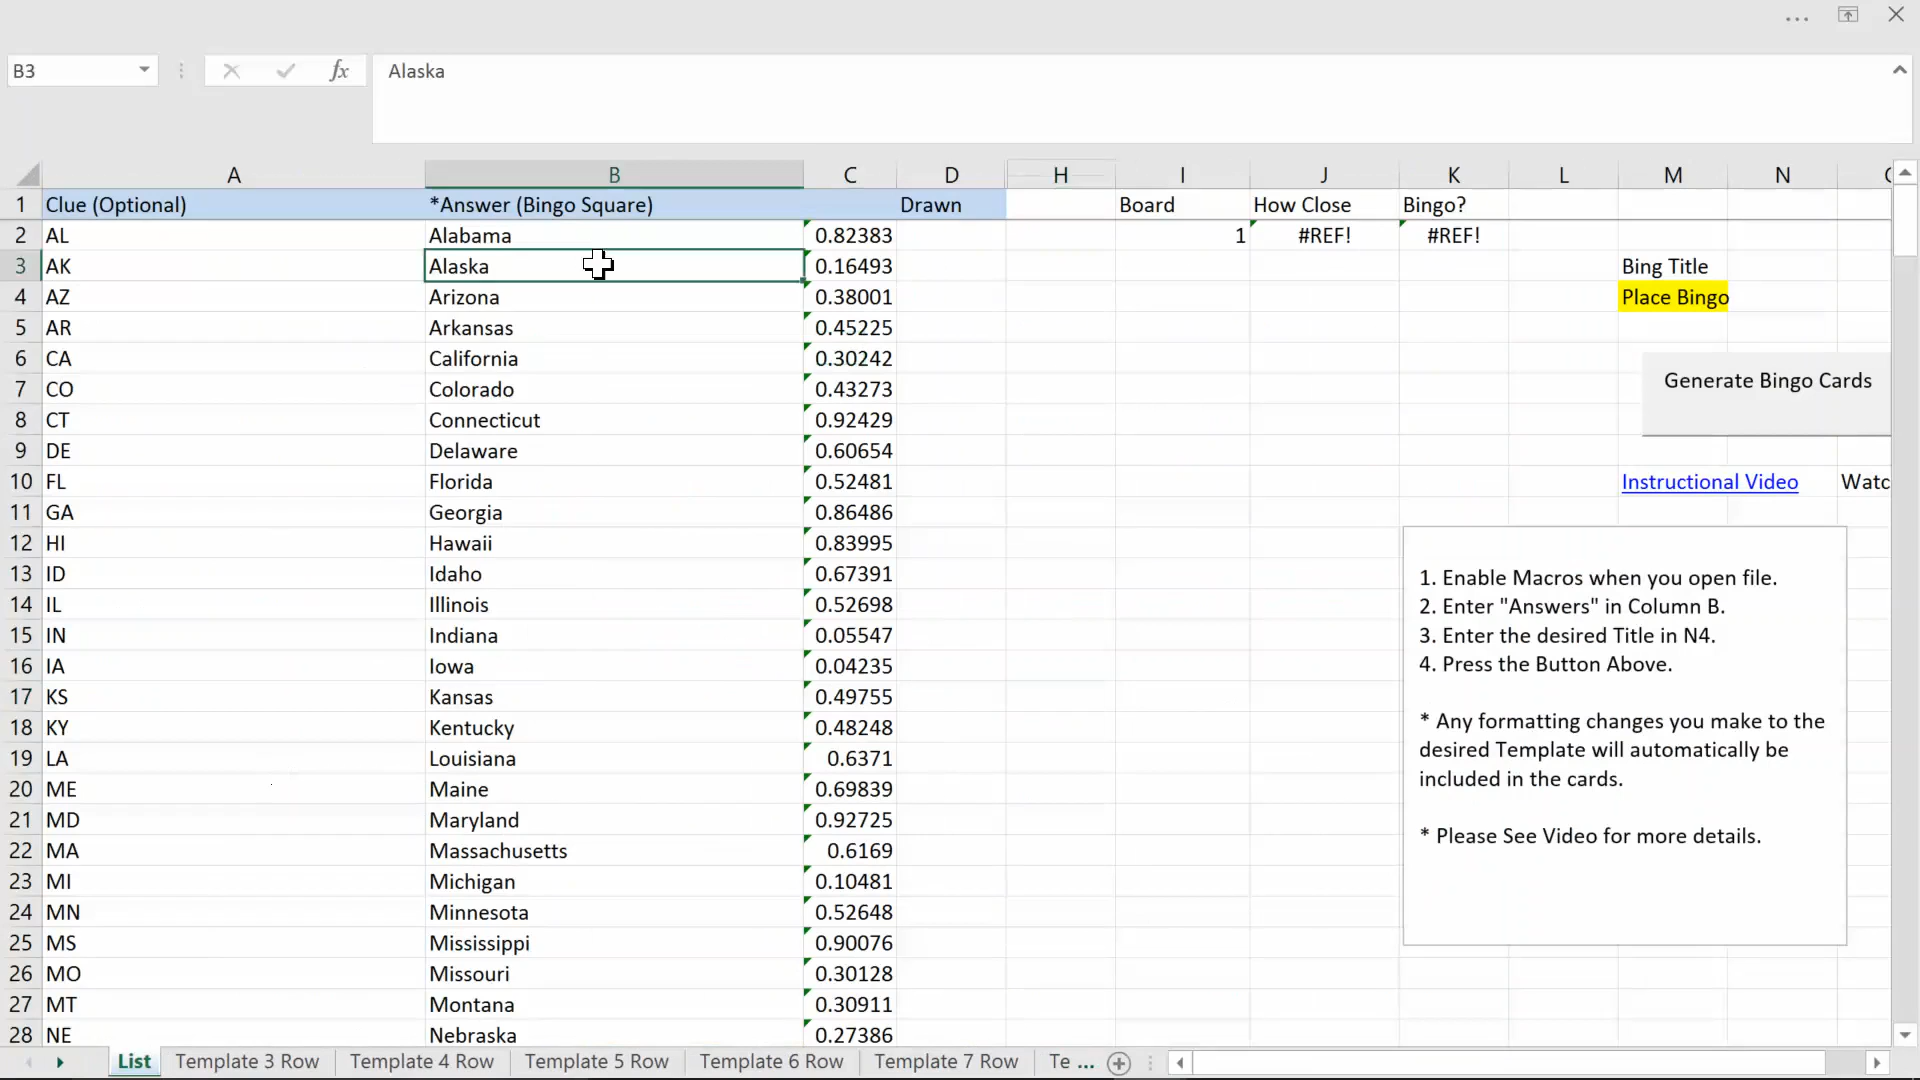 B3
fx
Alaska
A B C D H I J K L M N
1 Clue (Optional) *Answer (Bingo Square) Drawn Board How Close Bingo?
2 AL Alabama 0.82383 1 #REF! #REF!
3 AK Alaska 0.16493 Bing Title
4 AZ Arizona 0.38001 Place Bingo
5 AR Arkansas 0.45225
6 CA California 0.30242
7 CO Colorado 0.43273
Generate Bingo Cards
8 CT Connecticut 0.92429
9 DE Delaware 0.60654
10 FL Florida 0.52481 Instructional Video Watc
11 GA Georgia 0.86486
12 HI Hawaii 0.83995
13 ID Idaho 0.67391
14 IL Illinois 0.52698
15 IN Indiana 0.05547
16 IA Iowa 0.04235
17 KS Kansas 0.49755
18 KY Kentucky 0.48248
19 LA Louisiana 0.6371
20 ME Maine 0.69839
21 MD Maryland 0.92725
22 MA Massachusetts 0.6169
23 MI Michigan 0.10481
24 MN Minnesota 0.52648
25 MS Mississippi 0.90076
26 MO Missouri 0.30128
27 MT Montana 0.30911
28 NE Nebraska 0.27386
1. Enable Macros when you open file.
2. Enter "Answers" in Column B.
3. Enter the desired Title in N4.
4. Press the Button Above.
* Any formatting changes you make to the
desired Template will automatically be
included in the cards.
* Please See Video for more details.
List Template 3 Row Template 4 Row Template 5 Row Template 6 Row Template 7 Row Te ...